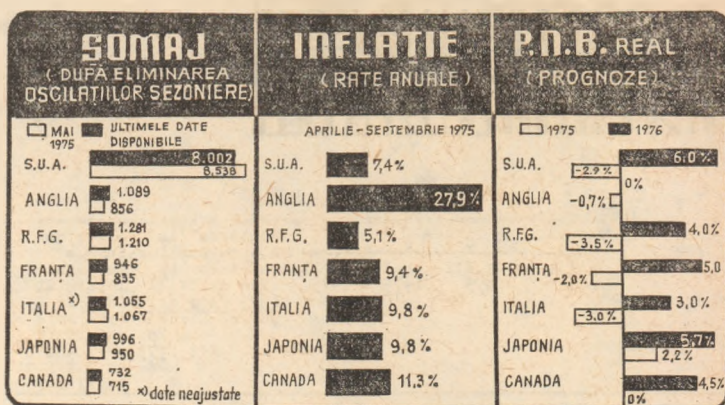 ȘOMAJ
(DUPĂ ELIMINAREA
OSCILAȚIILOR SEZONIERE)
MAI
1975
ULTIMELE DATE
DISPONIBILE
S.U.A.
8.002
8.538
ANGLIA
1.089
856
R.F.G.
1.281
1.210
FRANȚA
946
835
ITALIA x)
1.055
1.067
JAPONIA
996
950
CANADA
732
715
x) date neajustate
INFLAȚIE
(RATE ANUALE)
APRILIE-SEPTEMBRIE 1975
S.U.A. 7,4%
ANGLIA 27,9%
R.F.G. 5,1%
FRANȚA 9,4%
ITALIA 9,8%
JAPONIA 9,8%
CANADA 11,3%
P.N.B. REAL
(PROGNOZE)
1975 1976
S.U.A. 6.0%
-2.9%
ANGLIA 0%
-0,7%
R.F.G. 4,0%
-3,5%
FRANȚA 5,0
-2,0%
ITALIA 3,0%
-3.0%
JAPONIA 5,7%
2,2%
CANADA 4,5%
0%